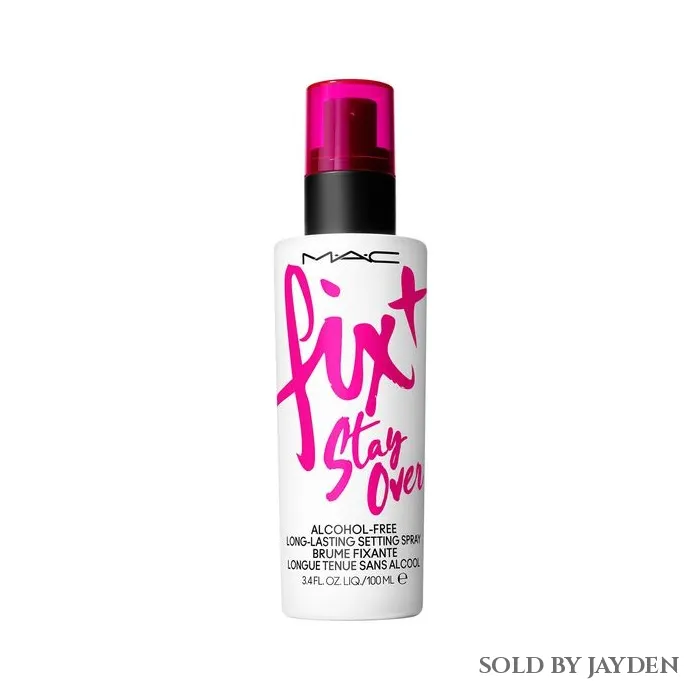 M·A·C
fix+
Stay
Over
ALCOHOL-FREE
LONG-LASTING SETTING SPRAY
BRUME FIXANTE
LONGUE TENUE SANS ALCOOL
3.4 FL. OZ. LIQ./100 ML ℮
SOLD BY JAYDEN